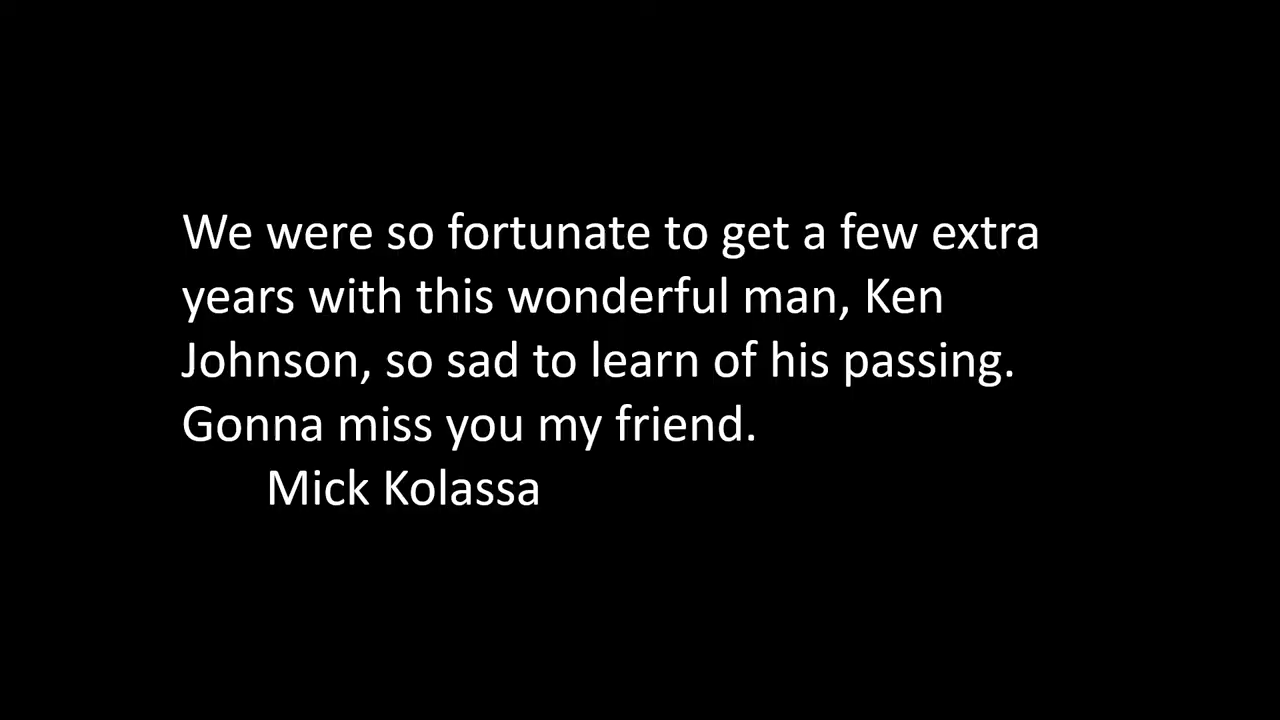 We were so fortunate to get a few extra
years with this wonderful man, Ken
Johnson, so sad to learn of his passing.
Gonna miss you my friend.
Mick Kolassa